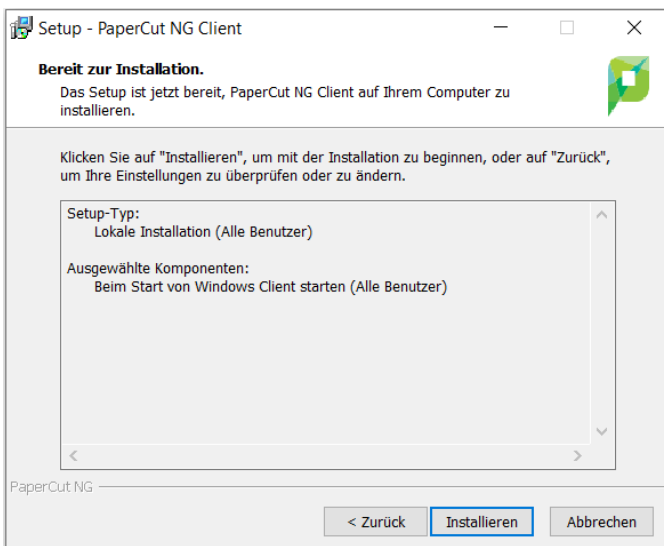 Setup - PaperCut NG Client
Bereit zur Installation.
Das Setup ist jetzt bereit, PaperCut NG Client auf Ihrem Computer zu
installieren.
Klicken Sie auf "Installieren", um mit der Installation zu beginnen, oder auf "Zurück",
um Ihre Einstellungen zu überprüfen oder zu ändern.
Setup-Typ:
Lokale Installation (Alle Benutzer)
Ausgewählte Komponenten:
Beim Start von Windows Client starten (Alle Benutzer)
PaperCut NG
< Zurück
Installieren
Abbrechen